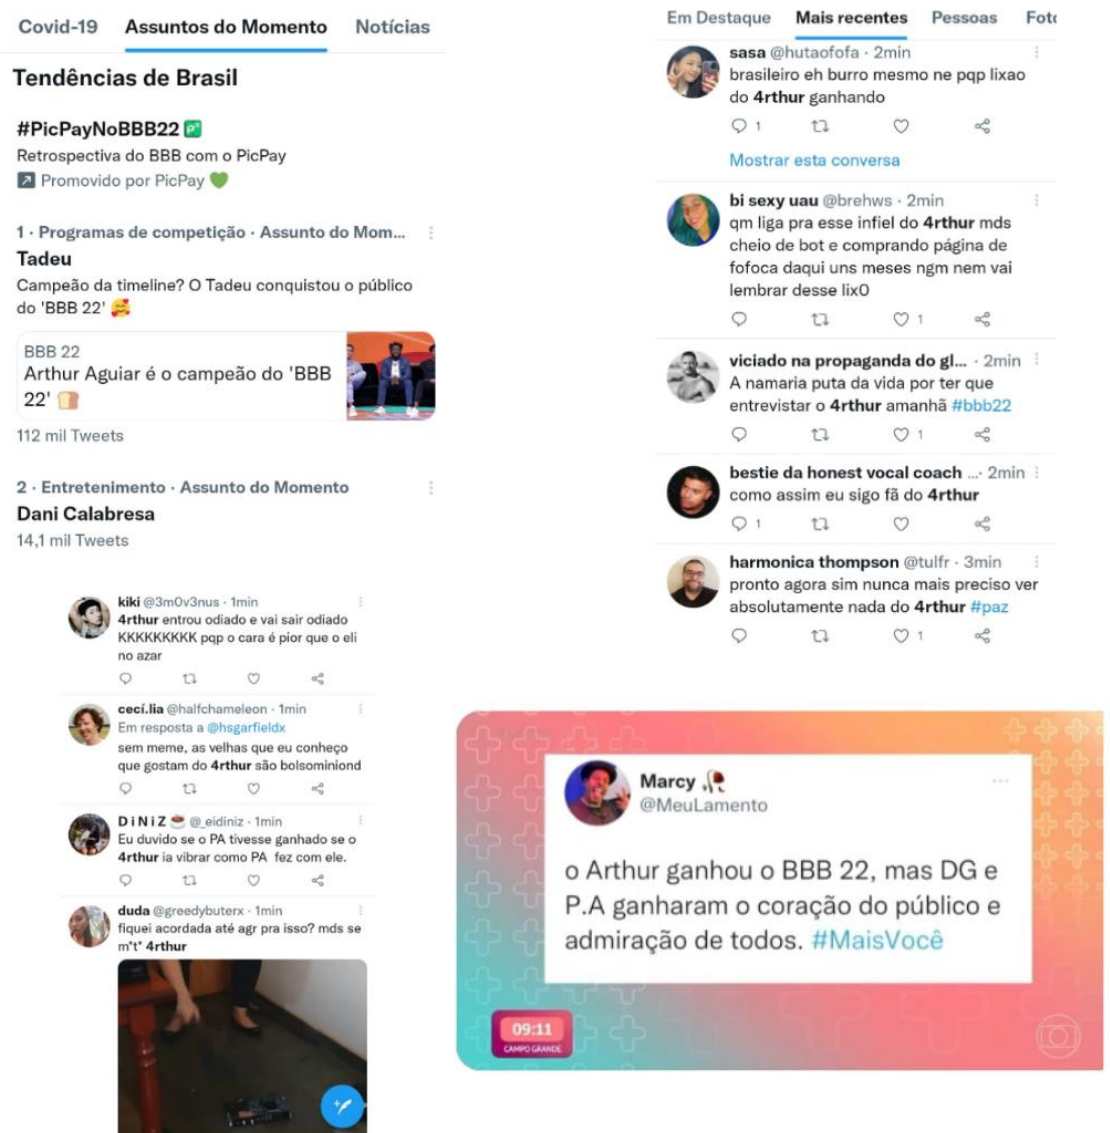 Covid-19 Assuntos do Momento Notícias
Tendências de Brasil
#PicPayNoBBB22
Retrospectiva do BBB com o PicPay
Promovido por PicPay 💚
1 · Programas de competição · Assunto do Mom...
Tadeu
Campeão da timeline? O Tadeu conquistou o público
do 'BBB 22' 🥰
BBB 22
Arthur Aguiar é o campeão do 'BBB
22' 🍞
112 mil Tweets
2 · Entretenimento · Assunto do Momento
Dani Calabresa
14,1 mil Tweets
kiki @3m0v3nus · 1min
4rthur entrou odiado e vai sair odiado
KKKKKKKKK pqp o cara é pior que o eli
no azar
cecí.lia @halfchameleon · 1min
Em resposta a @hsgarfieldx
sem meme, as velhas que eu conheço
que gostam do 4rthur são bolsominiond
D i N i Z ☕ @_eidiniz · 1min
Eu duvido se o PA tivesse ganhado se o
4rthur ia vibrar como PA fez com ele.
duda @greedybuterx · 1min
fiquei acordada até agr pra isso? mds se
m*t* 4rthur
Em Destaque Mais recentes Pessoas Foto
sasa @hutaofofa · 2min
brasileiro eh burro mesmo ne pqp lixao
do 4rthur ganhando
1
Mostrar esta conversa
bi sexy uau @brehws · 2min
qm liga pra esse infiel do 4rthur mds
cheio de bot e comprando página de
fofoca daqui uns meses ngm nem vai
lembrar desse lix0
1
viciado na propaganda do gl... · 2min
A namaria puta da vida por ter que
entrevistar o 4rthur amanhã #bbb22
1
bestie da honest vocal coach ... · 2min
como assim eu sigo fã do 4rthur
1
harmonica thompson @tulfr · 3min
pronto agora sim nunca mais preciso ver
absolutamente nada do 4rthur #paz
1
Marcy 🥀
@MeuLamento
o Arthur ganhou o BBB 22, mas DG e
P.A ganharam o coração do público e
admiração de todos. #MaisVocê
09:11
CAMPO GRANDE